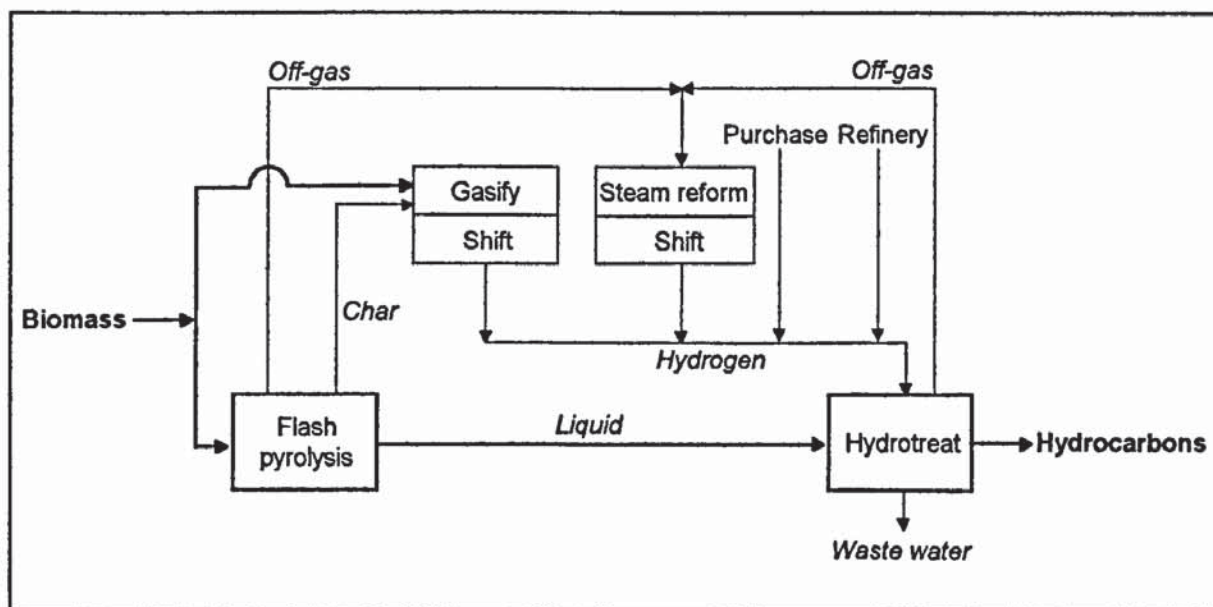 Off-gas
Off-gas
Purchase Refinery
Gasify
Steam reform
Shift
Shift
Char
Biomass
Hydrogen
Flash
pyrolysis
Liquid
Hydrotreat
Hydrocarbons
Waste water